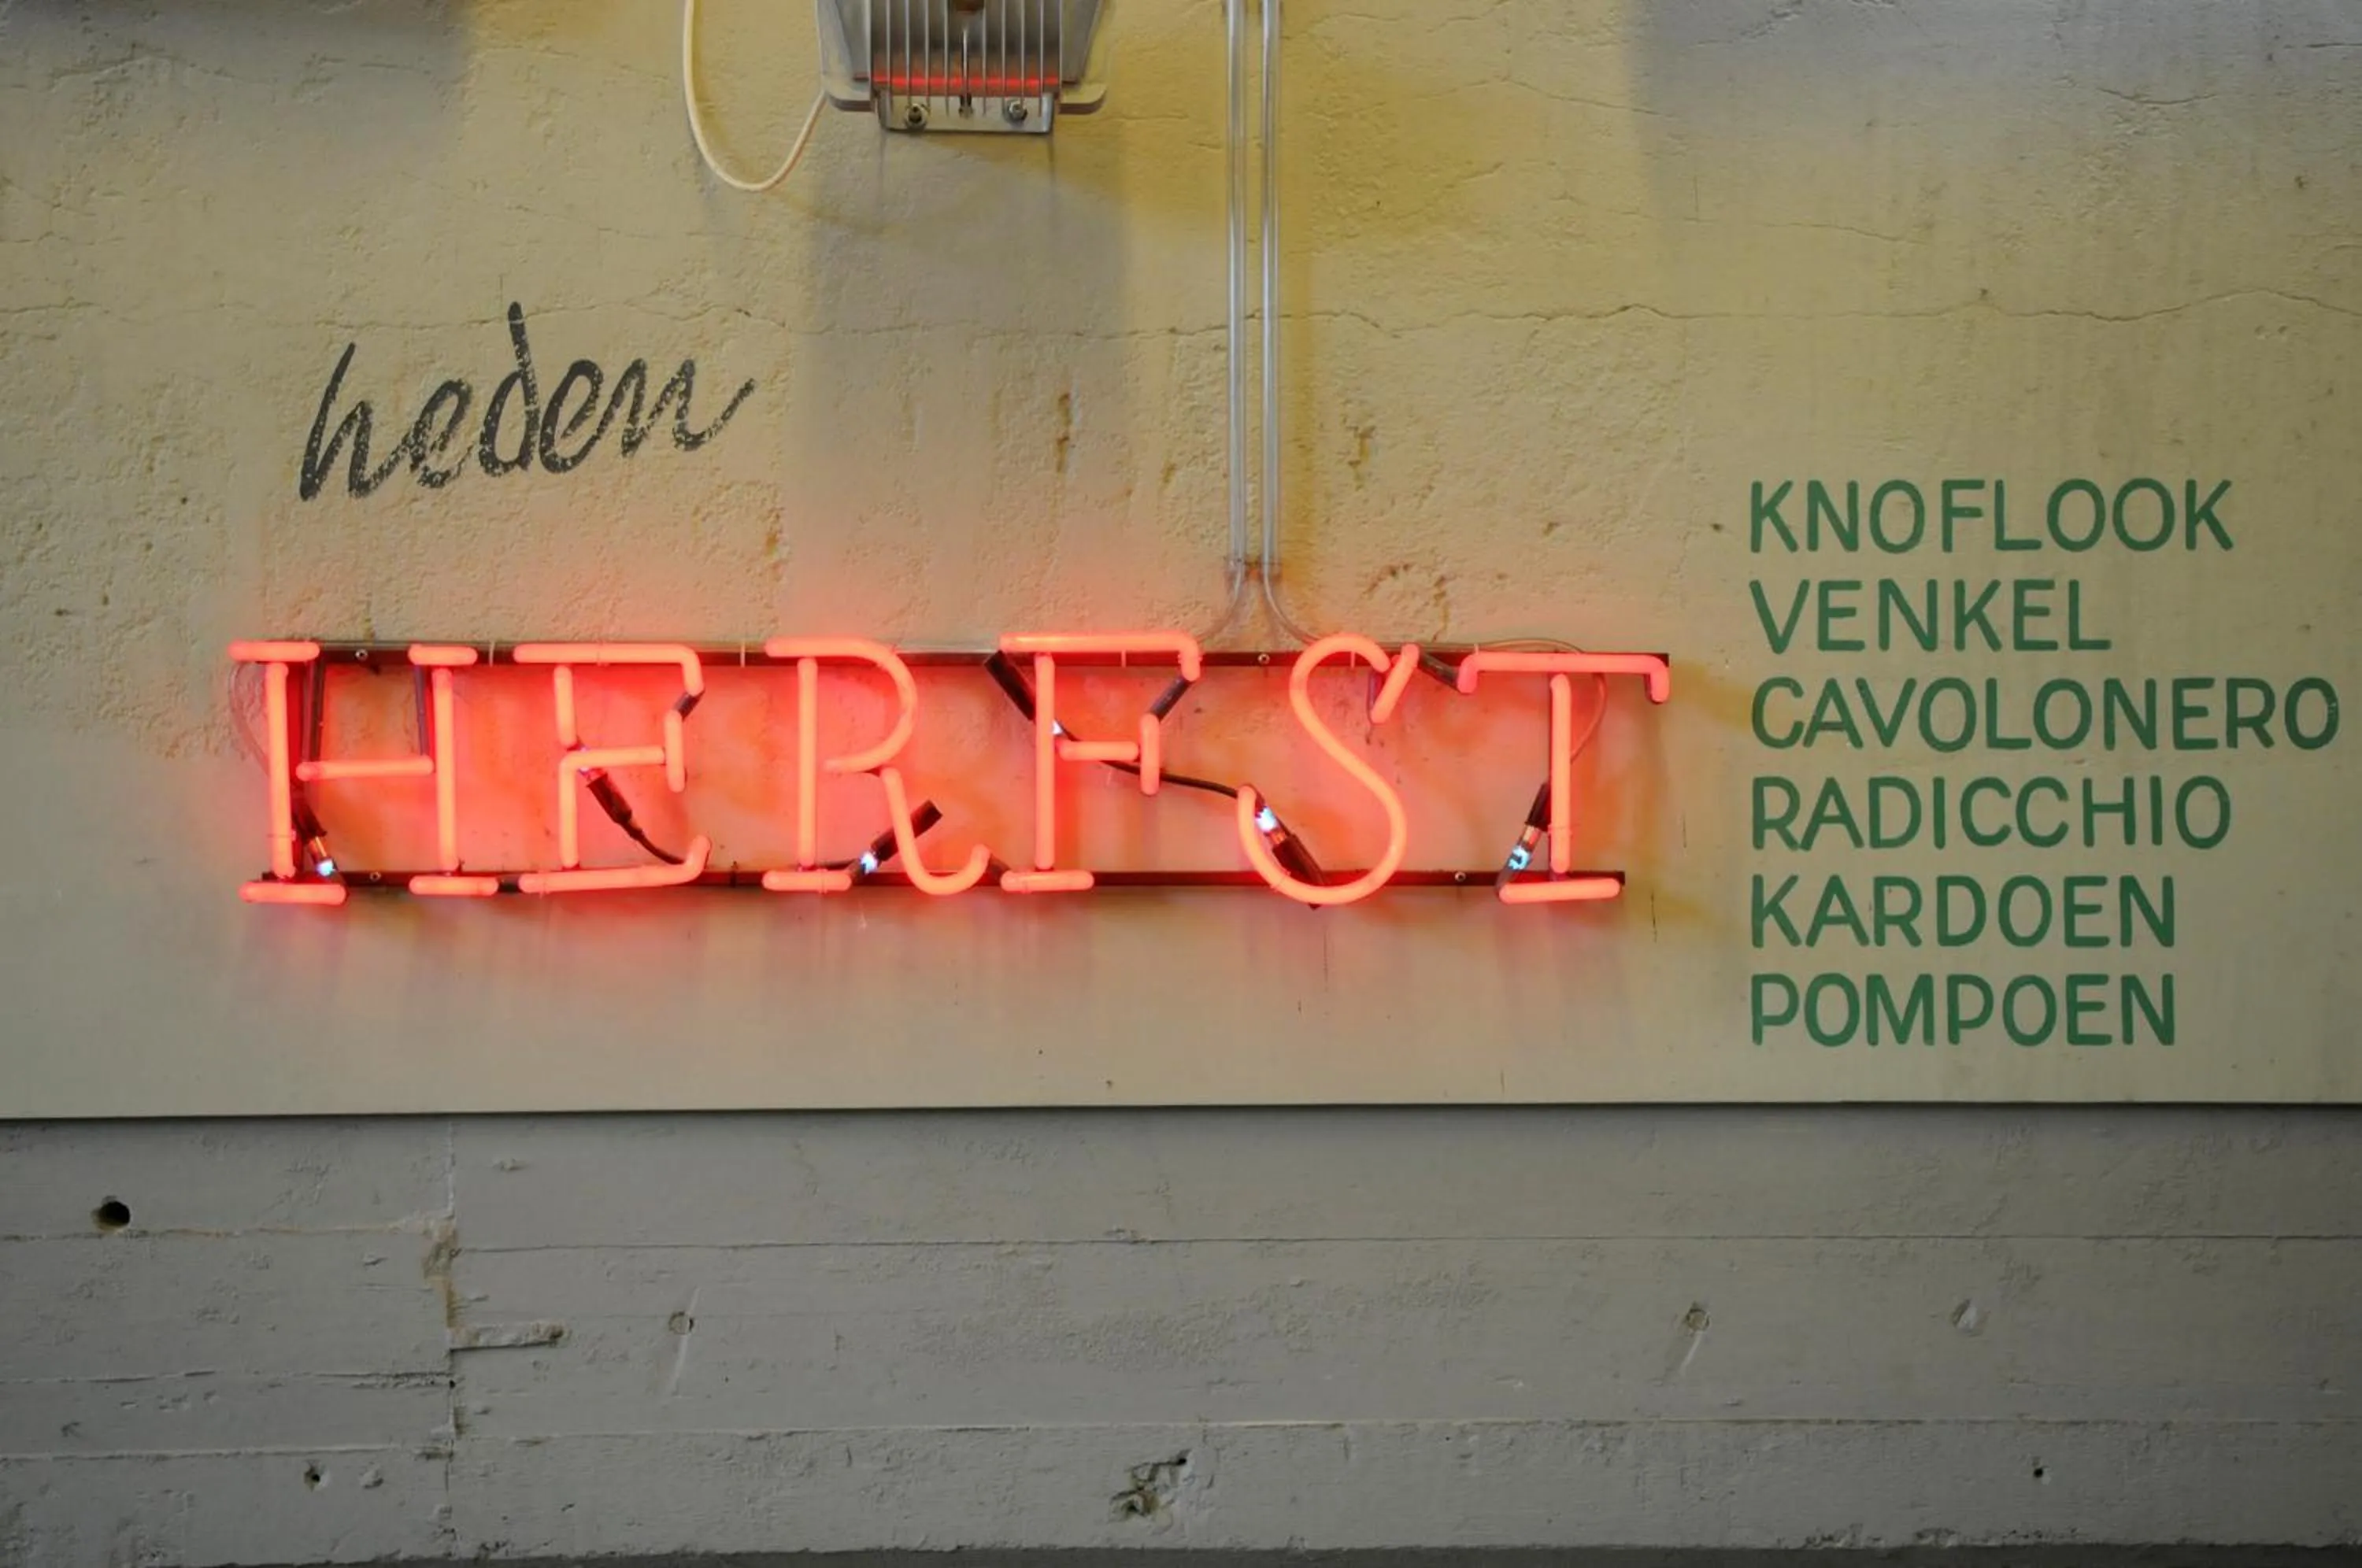 heden
HERFST
KNOFLOOK
VENKEL
CAVOLONERO
RADICCHIO
KARDOEN
POMPOEN